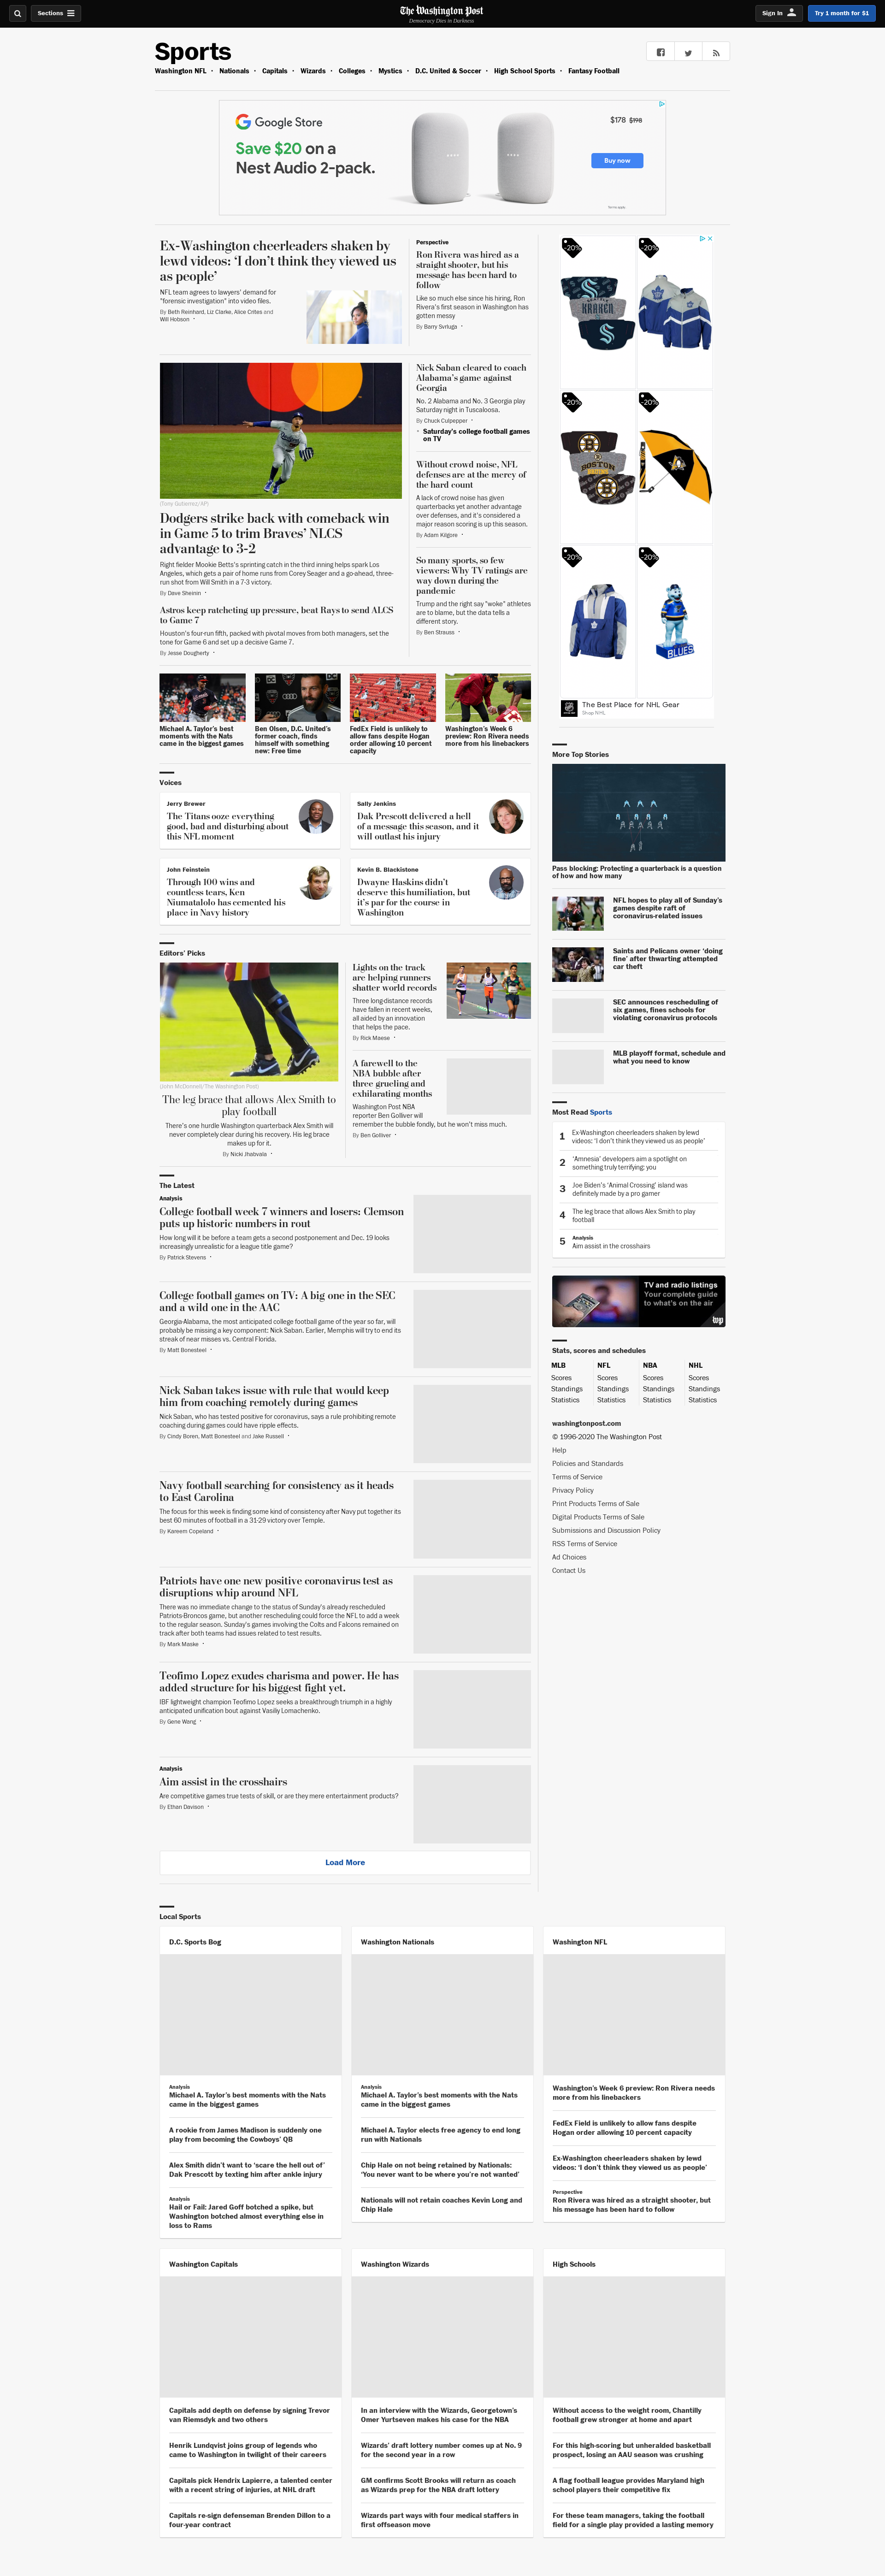 Sections
The Washington Post
Democracy Dies in Darkness
Sign In
Try 1 month for $1
Sports
Washington NFL • Nationals • Capitals • Wizards • Colleges • Mystics • D.C. United & Soccer • High School Sports • Fantasy Football
Google Store
Save $20 on a
Nest Audio 2-pack.
$178 $198
Buy now
Ex-Washington cheerleaders shaken by
lewd videos: ‘I don’t think they viewed us
as people’
NFL team agrees to lawyers' demand for
"forensic investigation" into video files.
By Beth Reinhard, Liz Clarke, Alice Crites and
Will Hobson •
Perspective
Ron Rivera was hired as a
straight shooter, but his
message has been hard to
follow
Like so much else since his hiring, Ron
Rivera's first season in Washington has
gotten messy
By Barry Svrluga •
(Tony Gutierrez/AP)
Dodgers strike back with comeback win
in Game 5 to trim Braves’ NLCS
advantage to 3-2
Right fielder Mookie Betts's sprinting catch in the third inning helps spark Los
Angeles, which gets a pair of home runs from Corey Seager and a go-ahead, three-
run shot from Will Smith in a 7-3 victory.
By Dave Sheinin •
Astros keep ratcheting up pressure, beat Rays to send ALCS
to Game 7
Houston's four-run fifth, packed with pivotal moves from both managers, set the
tone for Game 6 and set up a decisive Game 7.
By Jesse Dougherty •
Nick Saban cleared to coach
Alabama’s game against
Georgia
No. 2 Alabama and No. 3 Georgia play
Saturday night in Tuscaloosa.
By Chuck Culpepper •
• Saturday’s college football games
on TV
Without crowd noise, NFL
defenses are at the mercy of
the hard count
A lack of crowd noise has given
quarterbacks yet another advantage
over defenses, and it's considered a
major reason scoring is up this season.
By Adam Kilgore •
So many sports, so few
viewers: Why TV ratings are
way down during the
pandemic
Trump and the right say "woke" athletes
are to blame, but the data tells a
different story.
By Ben Strauss •
Michael A. Taylor’s best
moments with the Nats
came in the biggest games
Ben Olsen, D.C. United’s
former coach, finds
himself with something
new: Free time
FedEx Field is unlikely to
allow fans despite Hogan
order allowing 10 percent
capacity
Washington’s Week 6
preview: Ron Rivera needs
more from his linebackers
Voices
Jerry Brewer
The Titans ooze everything
good, bad and disturbing about
this NFL moment
Sally Jenkins
Dak Prescott delivered a hell
of a message this season, and it
will outlast his injury
John Feinstein
Through 100 wins and
countless tears, Ken
Niumatalolo has cemented his
place in Navy history
Kevin B. Blackistone
Dwayne Haskins didn’t
deserve this humiliation, but
it’s par for the course in
Washington
Editors’ Picks
(John McDonnell/The Washington Post)
The leg brace that allows Alex Smith to
play football
There's one hurdle Washington quarterback Alex Smith will
never completely clear during his recovery. His leg brace
makes up for it.
By Nicki Jhabvala •
Lights on the track
are helping runners
shatter world records
Three long-distance records
have fallen in recent weeks,
all aided by an innovation
that helps the pace.
By Rick Maese •
A farewell to the
NBA bubble after
three grueling and
exhilarating months
Washington Post NBA
reporter Ben Golliver will
remember the bubble fondly, but he won't miss much.
By Ben Golliver •
The Latest
Analysis
College football week 7 winners and losers: Clemson
puts up historic numbers in rout
How long will it be before a team gets a second postponement and Dec. 19 looks
increasingly unrealistic for a league title game?
By Patrick Stevens •
College football games on TV: A big one in the SEC
and a wild one in the AAC
Georgia-Alabama, the most anticipated college football game of the year so far, will
probably be missing a key component: Nick Saban. Earlier, Memphis will try to end its
streak of near misses vs. Central Florida.
By Matt Bonesteel •
Nick Saban takes issue with rule that would keep
him from coaching remotely during games
Nick Saban, who has tested positive for coronavirus, says a rule prohibiting remote
coaching during games could have ripple effects.
By Cindy Boren, Matt Bonesteel and Jake Russell •
Navy football searching for consistency as it heads
to East Carolina
The focus for this week is finding some kind of consistency after Navy put together its
best 60 minutes of football in a 31-29 victory over Temple.
By Kareem Copeland •
Patriots have one new positive coronavirus test as
disruptions whip around NFL
There was no immediate change to the status of Sunday's already rescheduled
Patriots-Broncos game, but another rescheduling could force the NFL to add a week
to the regular season. Sunday's games involving the Colts and Falcons remained on
track after both teams had issues related to test results.
By Mark Maske •
Teofimo Lopez exudes charisma and power. He has
added structure for his biggest fight yet.
IBF lightweight champion Teofimo Lopez seeks a breakthrough triumph in a highly
anticipated unification bout against Vasiliy Lomachenko.
By Gene Wang •
Analysis
Aim assist in the crosshairs
Are competitive games true tests of skill, or are they mere entertainment products?
By Ethan Davison •
Load More
-20%
-20%
-20%
-20%
-20%
-20%
KRAKEN
BOSTON
BLUES
The Best Place for NHL Gear
Shop NHL
More Top Stories
Pass blocking: Protecting a quarterback is a question
of how and how many
NFL hopes to play all of Sunday’s
games despite raft of
coronavirus-related issues
Saints and Pelicans owner ‘doing
fine’ after thwarting attempted
car theft
SEC announces rescheduling of
six games, fines schools for
violating coronavirus protocols
MLB playoff format, schedule and
what you need to know
Most Read Sports
1 Ex-Washington cheerleaders shaken by lewd
videos: ‘I don’t think they viewed us as people’
2 ‘Amnesia’ developers aim a spotlight on
something truly terrifying: you
3 Joe Biden’s ‘Animal Crossing’ island was
definitely made by a pro gamer
4 The leg brace that allows Alex Smith to play
football
5 Analysis
Aim assist in the crosshairs
TV and radio listings
Your complete guide
to what's on the air
wp
Stats, scores and schedules
MLB NFL NBA NHL
Scores Scores Scores Scores
Standings Standings Standings Standings
Statistics Statistics Statistics Statistics
washingtonpost.com
© 1996-2020 The Washington Post
Help
Policies and Standards
Terms of Service
Privacy Policy
Print Products Terms of Sale
Digital Products Terms of Sale
Submissions and Discussion Policy
RSS Terms of Service
Ad Choices
Contact Us
Local Sports
D.C. Sports Bog
Analysis
Michael A. Taylor’s best moments with the Nats
came in the biggest games
A rookie from James Madison is suddenly one
play from becoming the Cowboys’ QB
Alex Smith didn’t want to ‘scare the hell out of’
Dak Prescott by texting him after ankle injury
Analysis
Hail or Fail: Jared Goff botched a spike, but
Washington botched almost everything else in
loss to Rams
Washington Nationals
Analysis
Michael A. Taylor’s best moments with the Nats
came in the biggest games
Michael A. Taylor elects free agency to end long
run with Nationals
Chip Hale on not being retained by Nationals:
‘You never want to be where you’re not wanted’
Nationals will not retain coaches Kevin Long and
Chip Hale
Washington NFL
Washington’s Week 6 preview: Ron Rivera needs
more from his linebackers
FedEx Field is unlikely to allow fans despite
Hogan order allowing 10 percent capacity
Ex-Washington cheerleaders shaken by lewd
videos: ‘I don’t think they viewed us as people’
Perspective
Ron Rivera was hired as a straight shooter, but
his message has been hard to follow
Washington Capitals
Capitals add depth on defense by signing Trevor
van Riemsdyk and two others
Henrik Lundqvist joins group of legends who
came to Washington in twilight of their careers
Capitals pick Hendrix Lapierre, a talented center
with a recent string of injuries, at NHL draft
Capitals re-sign defenseman Brenden Dillon to a
four-year contract
Washington Wizards
In an interview with the Wizards, Georgetown’s
Omer Yurtseven makes his case for the NBA
Wizards’ draft lottery number comes up at No. 9
for the second year in a row
GM confirms Scott Brooks will return as coach
as Wizards prep for the NBA draft lottery
Wizards part ways with four medical staffers in
first offseason move
High Schools
Without access to the weight room, Chantilly
football grew stronger at home and apart
For this high-scoring but unheralded basketball
prospect, losing an AAU season was crushing
A flag football league provides Maryland high
school players their competitive fix
For these team managers, taking the football
field for a single play provided a lasting memory